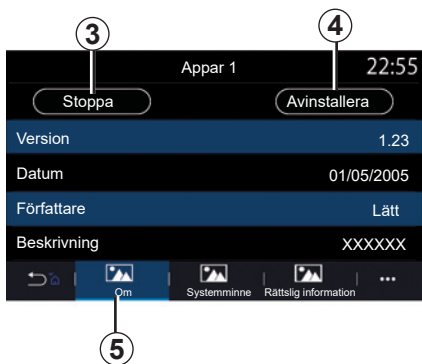 3 4
Appar 1 22:55
Stoppa Avinstallera
Version 1.23
Datum 01/05/2005
Författare Lätt
Beskrivning XXXXXX
Om Systemminne Rättslig information ...
5